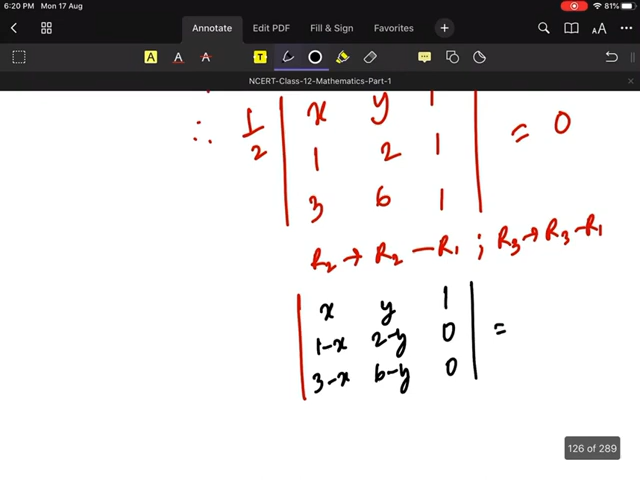 6:20 PM Mon 17 Aug 81%
Annotate Edit PDF Fill & Sign Favorites
NCERT-Class-12-Mathematics-Part-1
∴ 1/2 | x y 1 | = 0
1 2 1
3 6 1
R2 → R2 - R1 ; R3 → R3 - R1
| x y 1 |
1-x 2-y 0 =
3-x 6-y 0
126 of 289